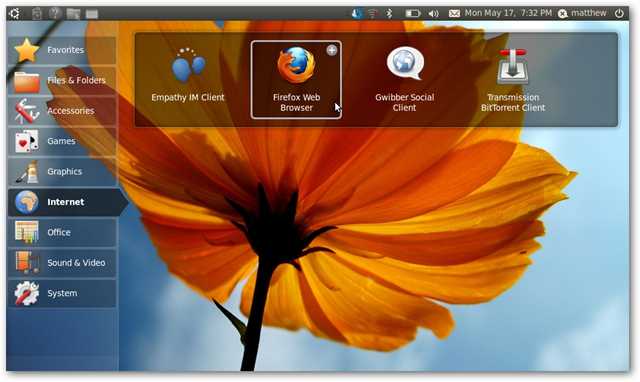 Mon May 17, 7:32 PM matthew
Favorites
Files & Folders
Accessories
Games
Graphics
Internet
Office
Sound & Video
System
Empathy IM Client
Firefox Web
Browser
Gwibber Social
Client
Transmission
BitTorrent Client